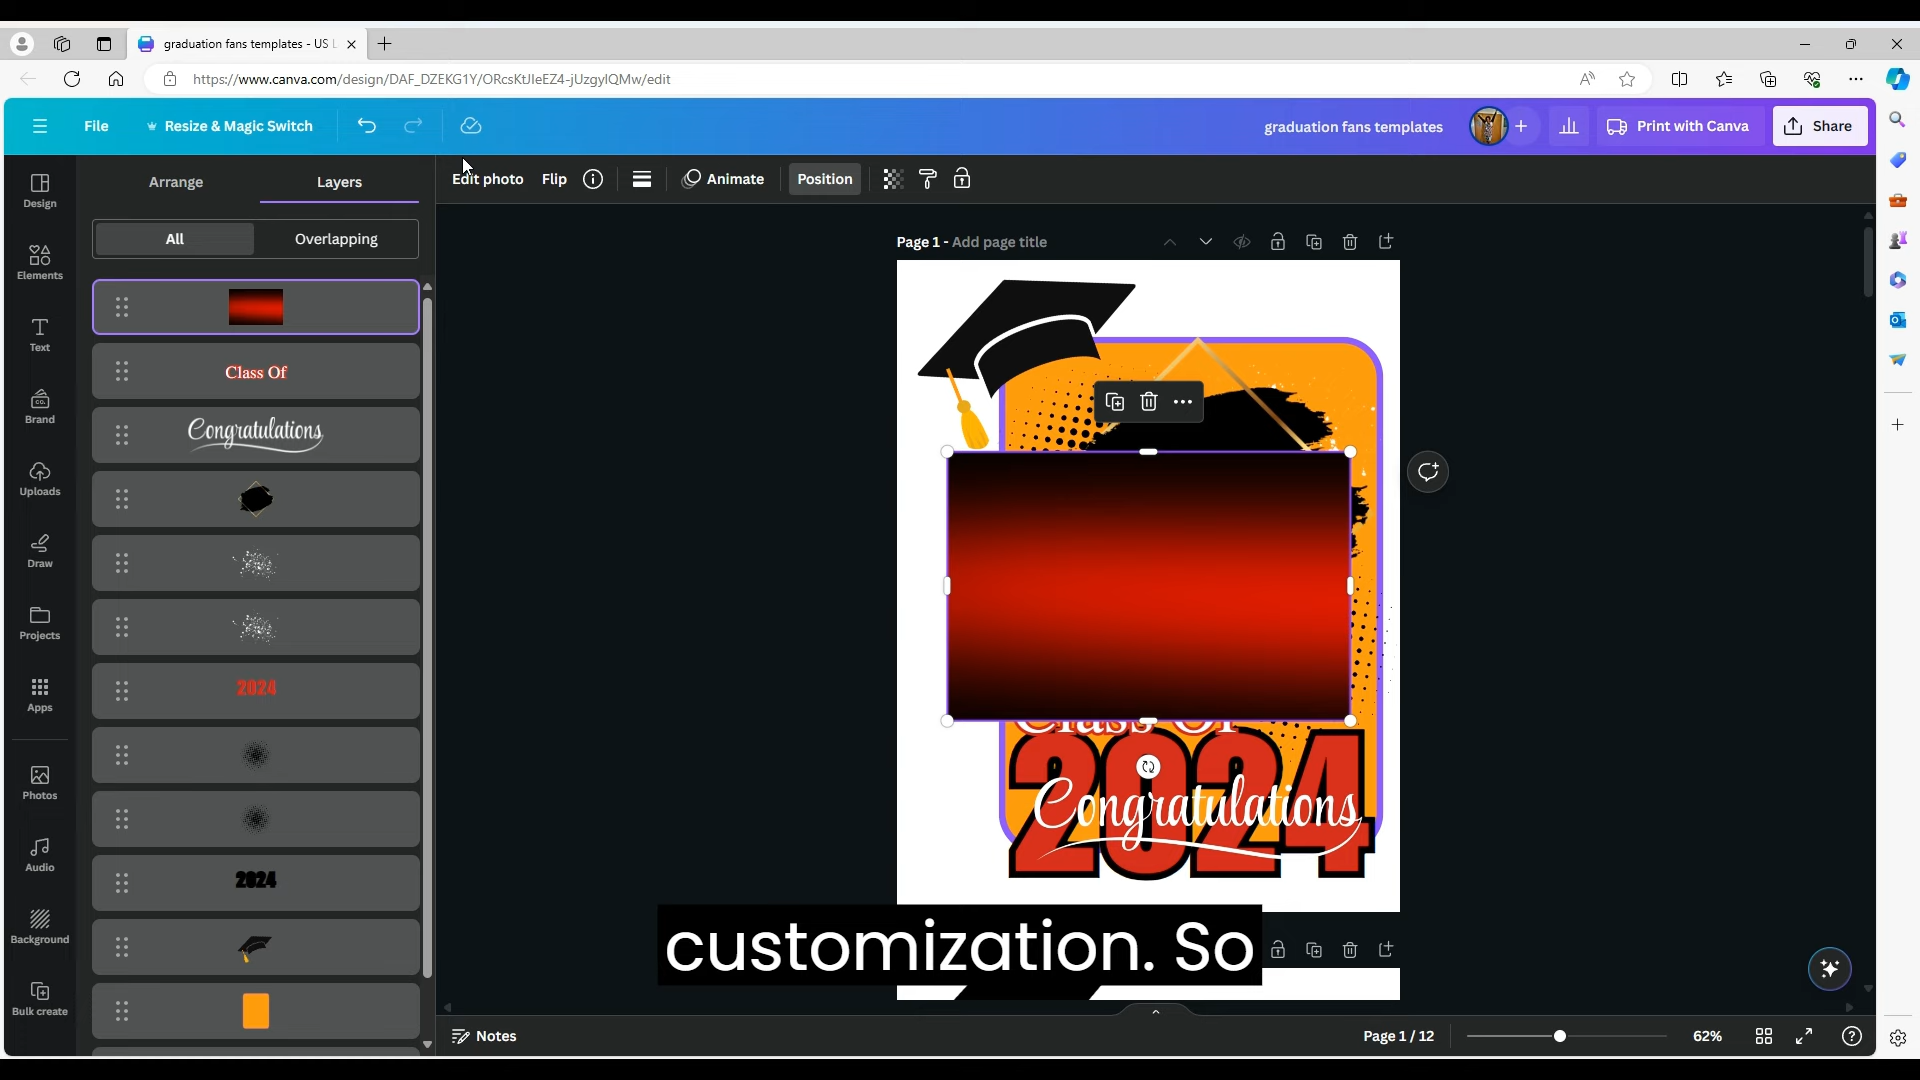 graduation fans templates - US L
https://www.canva.com/design/DAF_DZEKG1Y/ORcsKtJIeEZ4-jUzgylQMw/edit
File
Resize & Magic Switch
graduation fans templates
Print with Canva
Share
Design
Elements
Text
Brand
Uploads
Draw
Projects
Apps
Photos
Audio
Background
Bulk create
Arrange
Layers
All
Overlapping
Class Of
Congratulations
2024
2024
Edit photo
Flip
Animate
Position
Page 1 - Add page title
Class Of
2024
Congratulations
customization. So
Notes
Page 1 / 12
62%